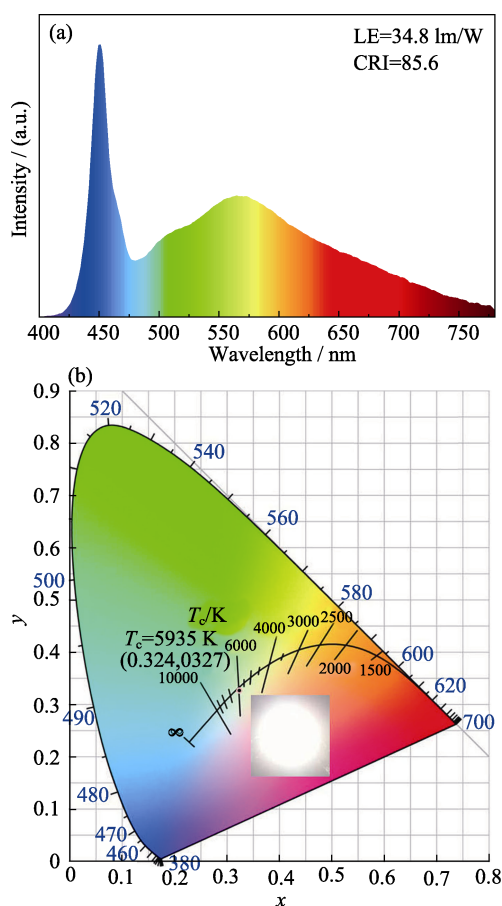 (a)
LE=34.8 lm/W
CRI=85.6
Intensity / (a.u.)
400 450 500 550 600 650 700 750
Wavelength / nm
(b)
0.9
0.8
0.7
0.6
0.5
0.4
0.3
0.2
0.1
0
y
520
540
560
500
580
Tc/K
Tc=5935 K
(0.324,0327)
6000
4000
3000
2500
10000
2000
1500
600
620
490
∞
700
480
470
460
380
0 0.1 0.2 0.3 0.4 0.5 0.6 0.7 0.8
x